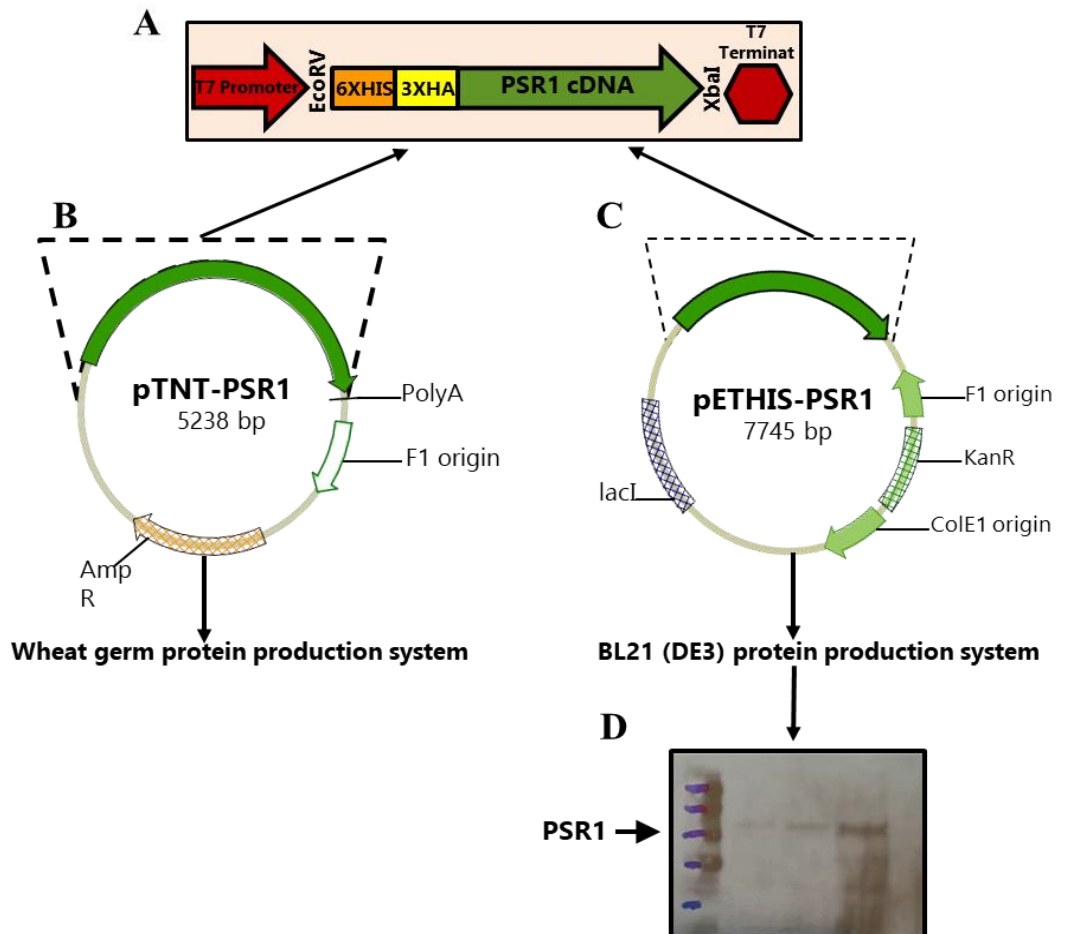 A
T7 Promoter
EcoRV
6XHIS
3XHA
PSR1 cDNA
XbaI
T7
Terminat
B
pTNT-PSR1
5238 bp
PolyA
F1 origin
Amp
R
Wheat germ protein production system
C
pETHIS-PSR1
7745 bp
F1 origin
KanR
ColE1 origin
lacI
BL21 (DE3) protein production system
D
PSR1